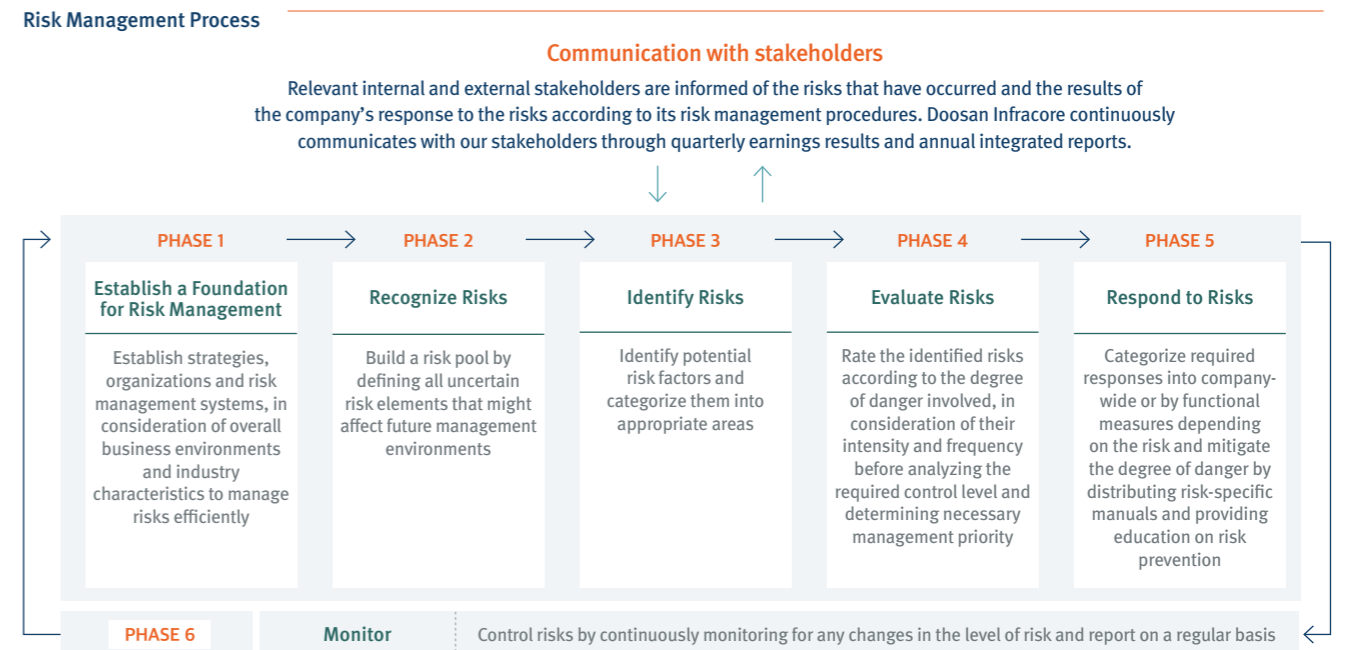 Risk Management Process
Communication with stakeholders
Relevant internal and external stakeholders are informed of the risks that have occurred and the results of
the company's response to the risks according to its risk management procedures. Doosan Infracore continuously
communicates with our stakeholders through quarterly earnings results and annual integrated reports.
PHASE 1
Establish a Foundation
for Risk Management
Establish strategies,
organizations and risk
management systems, in
consideration of overall
business environments
and industry
characteristics to manage
risks efficiently
PHASE 2
Recognize Risks
Build a risk pool by
defining all uncertain
risk elements that might
affect future management
environments
PHASE 3
Identify Risks
Identify potential
risk factors and
categorize them into
appropriate areas
PHASE 4
Evaluate Risks
Rate the identified risks
according to the degree
of danger involved, in
consideration of their
intensity and frequency
before analyzing the
required control level and
determining necessary
management priority
PHASE 5
Respond to Risks
Categorize required
responses into company-
wide or by functional
measures depending
on the risk and mitigate
the degree of danger by
distributing risk-specific
manuals and providing
education on risk
prevention
PHASE 6
Monitor
Control risks by continuously monitoring for any changes in the level of risk and report on a regular basis